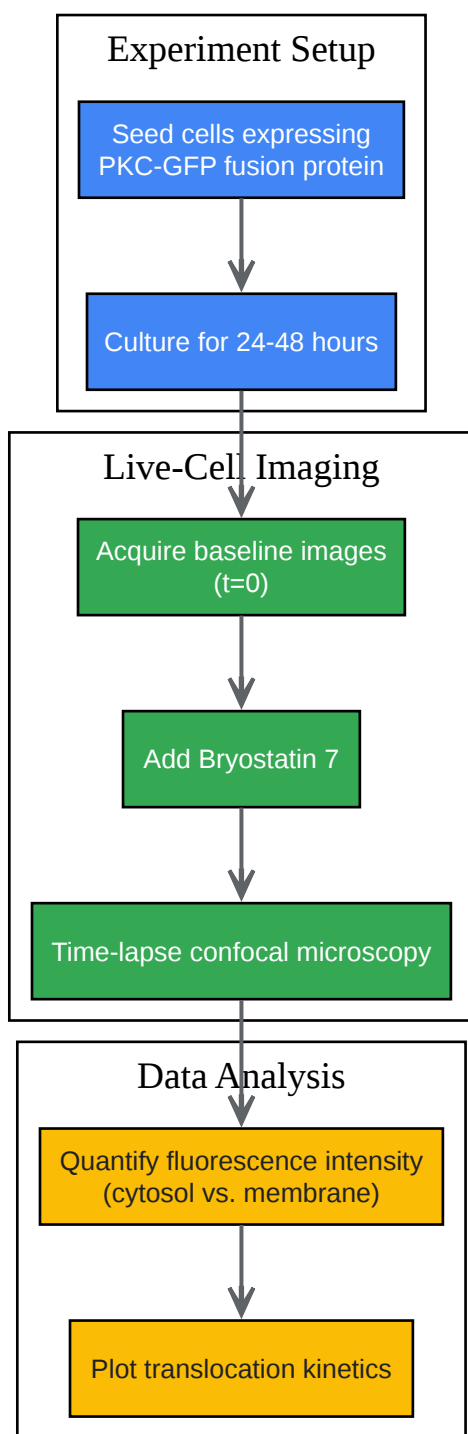 Experiment Setup
Seed cells expressing
PKC-GFP fusion protein
Culture for 24-48 hours
Live-Cell Imaging
Acquire baseline images
(t=0)
Add Bryostatin 7
Time-lapse confocal microscopy
Data Analysis
Quantify fluorescence intensity
(cytosol vs. membrane)
Plot translocation kinetics